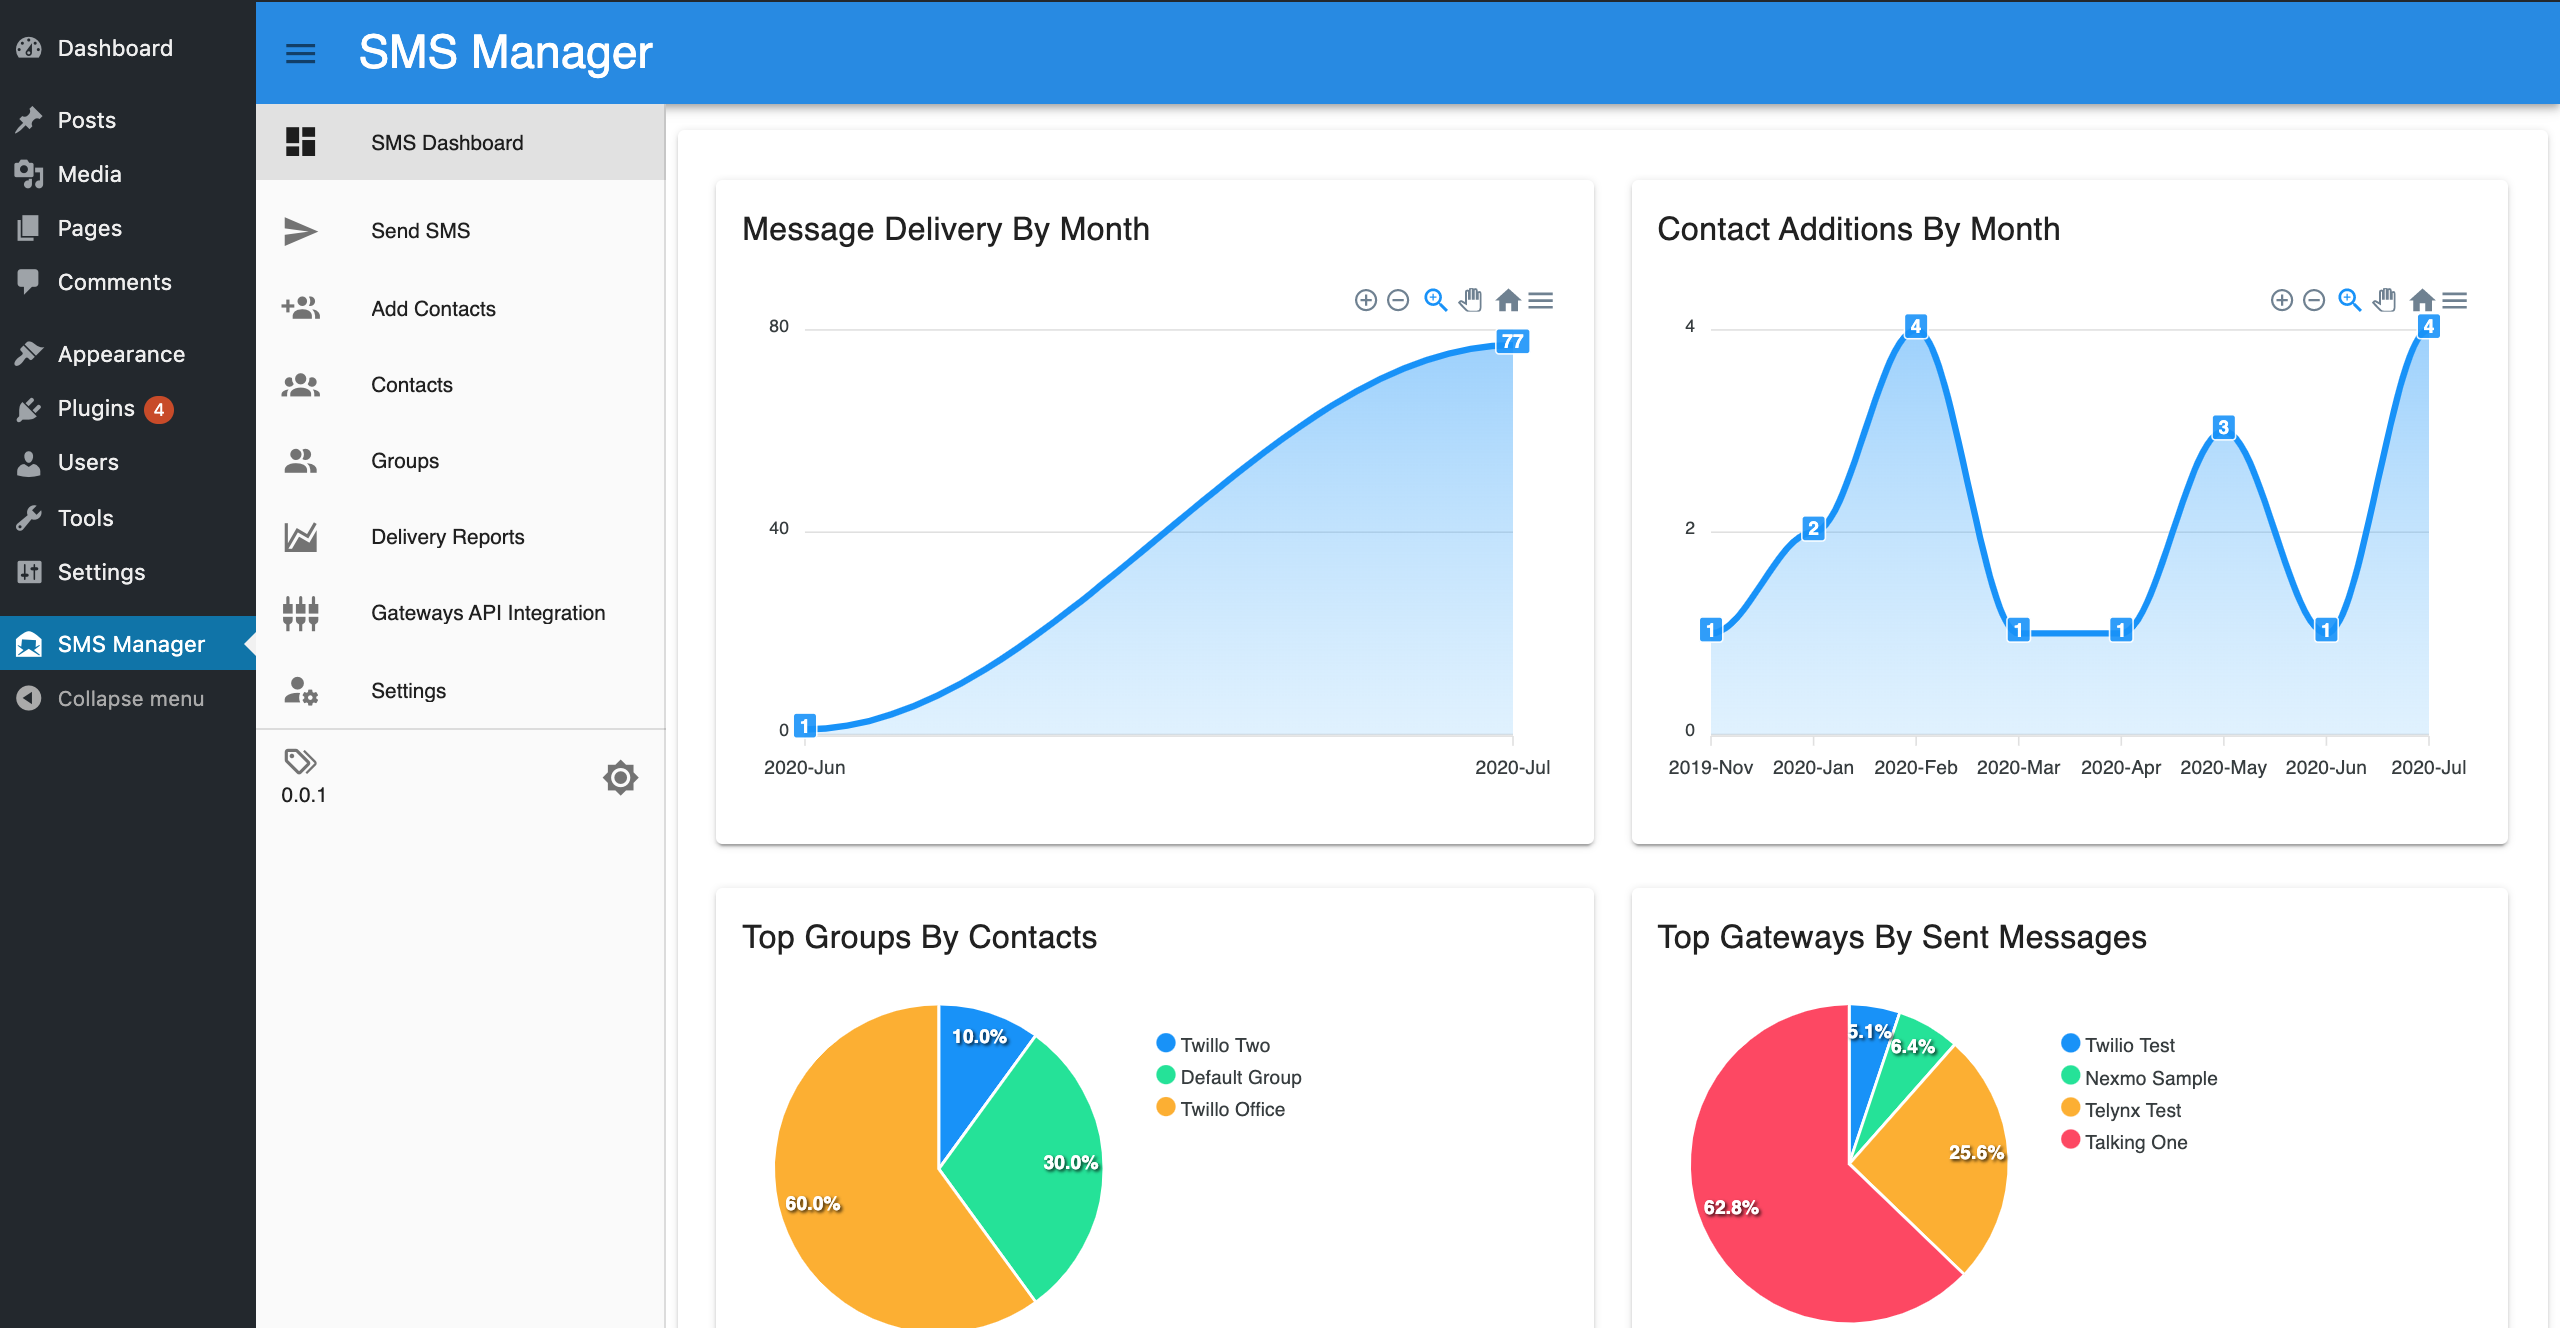 Dashboard
Posts
Media
Pages
Comments
Appearance
Plugins 4
Users
Tools
Settings
SMS Manager
Collapse menu
SMS Manager
SMS Dashboard
Send SMS
Add Contacts
Contacts
Groups
Delivery Reports
Gateways API Integration
Settings
0.0.1
Message Delivery By Month
80
40
0
77
1
2020-Jun
2020-Jul
Contact Additions By Month
4
2
0
1
2
4
1
1
3
1
4
2019-Nov
2020-Jan
2020-Feb
2020-Mar
2020-Apr
2020-May
2020-Jun
2020-Jul
Top Groups By Contacts
10.0%
30.0%
60.0%
Twillo Two
Default Group
Twillo Office
Top Gateways By Sent Messages
5.1%
6.4%
25.6%
62.8%
Twilio Test
Nexmo Sample
Telynx Test
Talking One